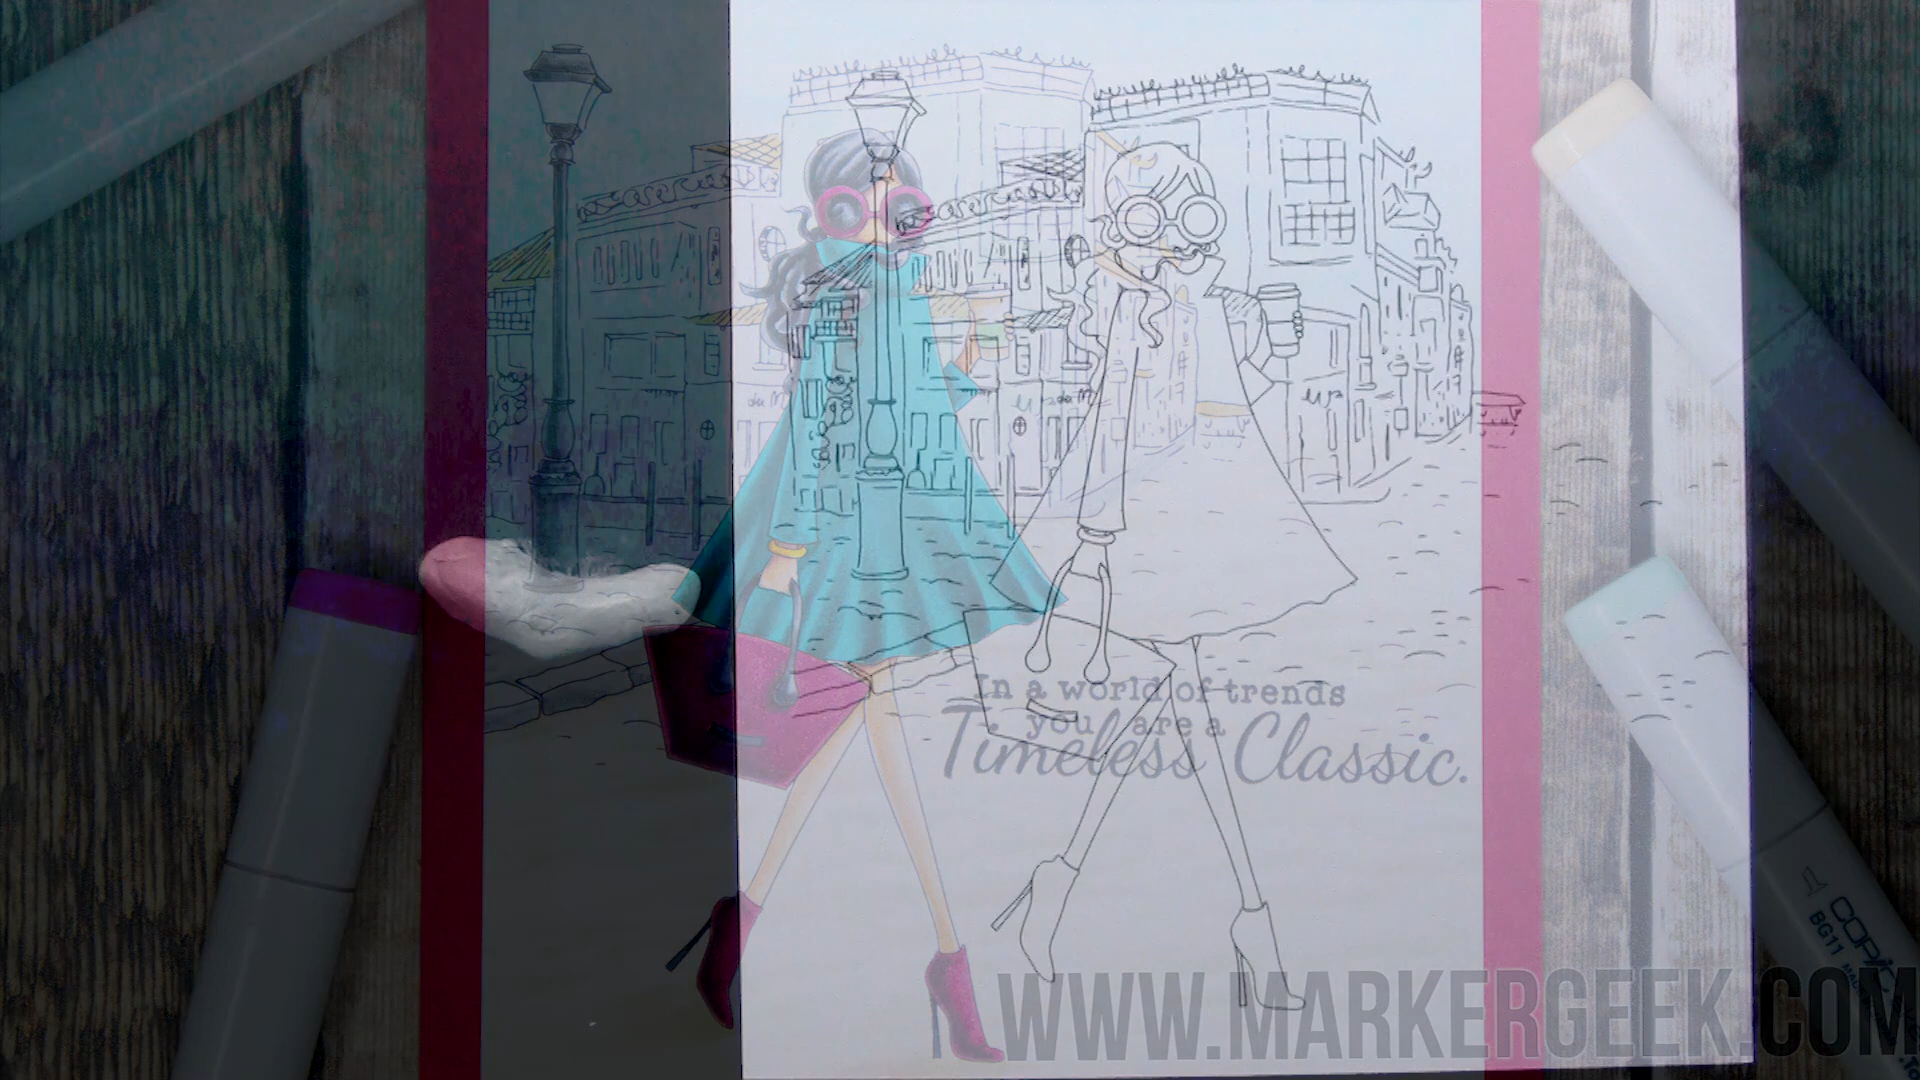 In a world of trends
you are a
Timeless Classic.
COPIC
BG11
WWW.MARKERGEEK.COM